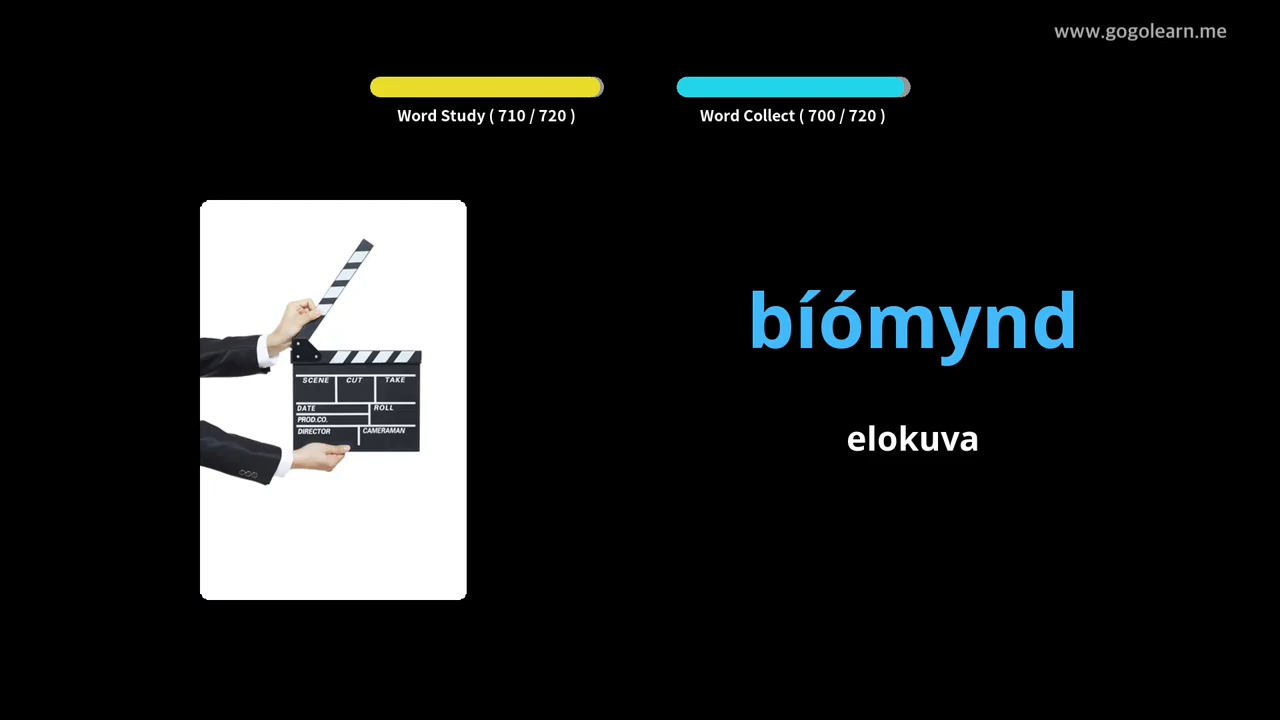 www.gogolearn.me
Word Study ( 710 / 720 )
Word Collect ( 700 / 720 )
SCENE CUT TAKE
DATE ROLL
PROD.CO.
DIRECTOR CAMERAMAN
bíómynd
elokuva